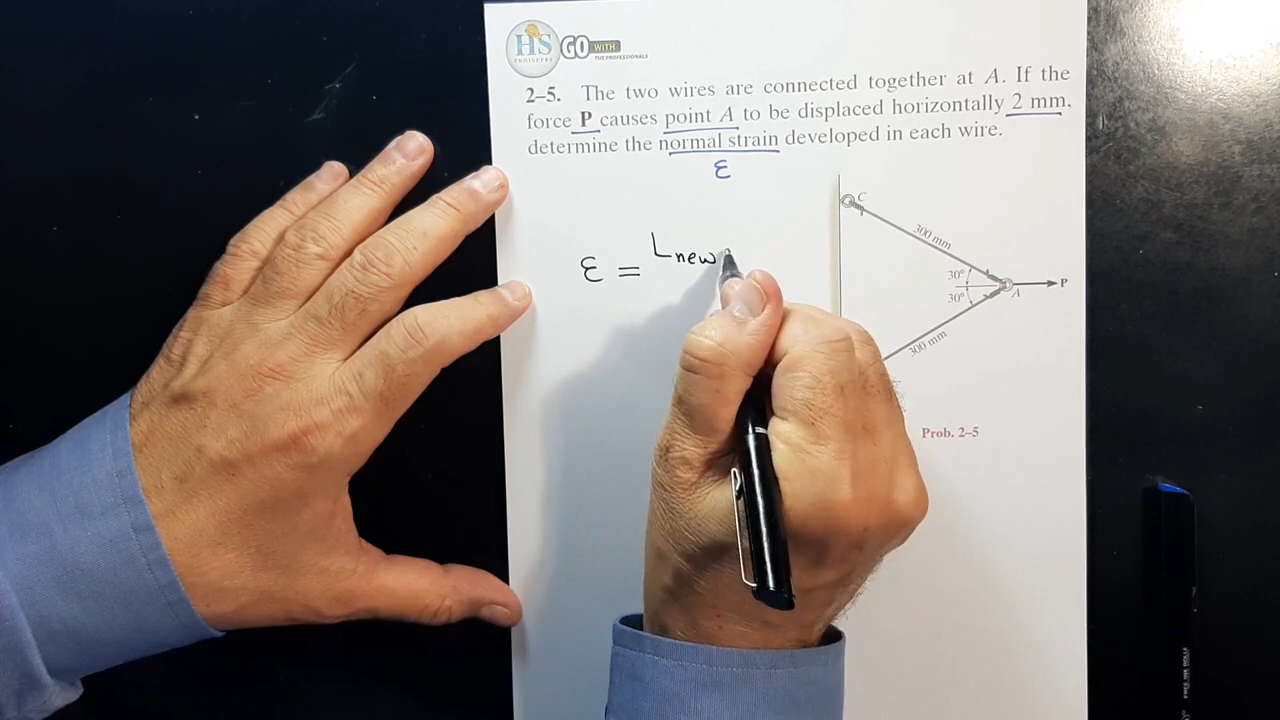 HS
ENGINEERS
GO WITH
THE PROFESSIONALS
2–5. The two wires are connected together at A. If the
force P causes point A to be displaced horizontally 2 mm,
determine the normal strain developed in each wire.
ε
ε = Lnew
C
300 mm
30°
30°
A
P
300 mm
Prob. 2–5